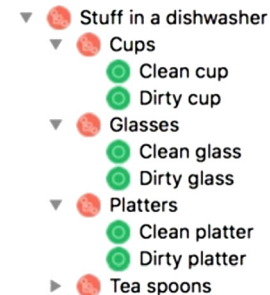 Stuff in a dishwasher
Cups
Clean cup
Dirty cup
Glasses
Clean glass
Dirty glass
Platters
Clean platter
Dirty platter
Tea spoons